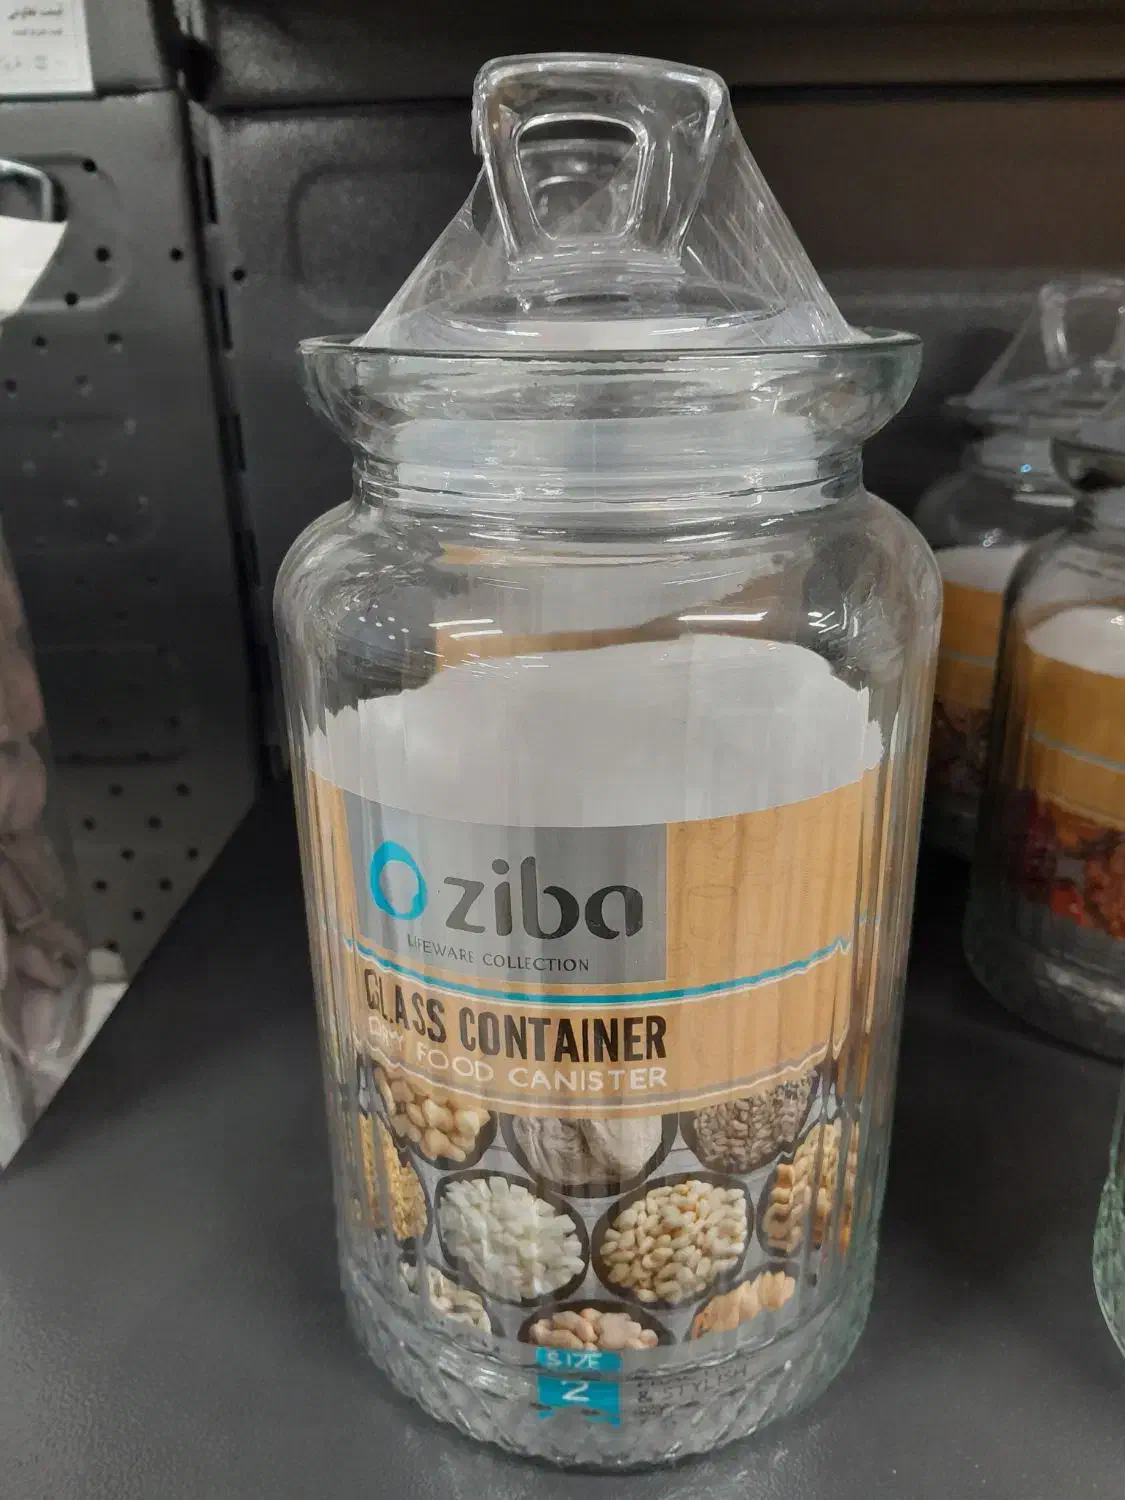 ziba
LIFEWARE COLLECTION
GLASS CONTAINER
DRY FOOD CANISTER
SIZE
2
& STYLISH